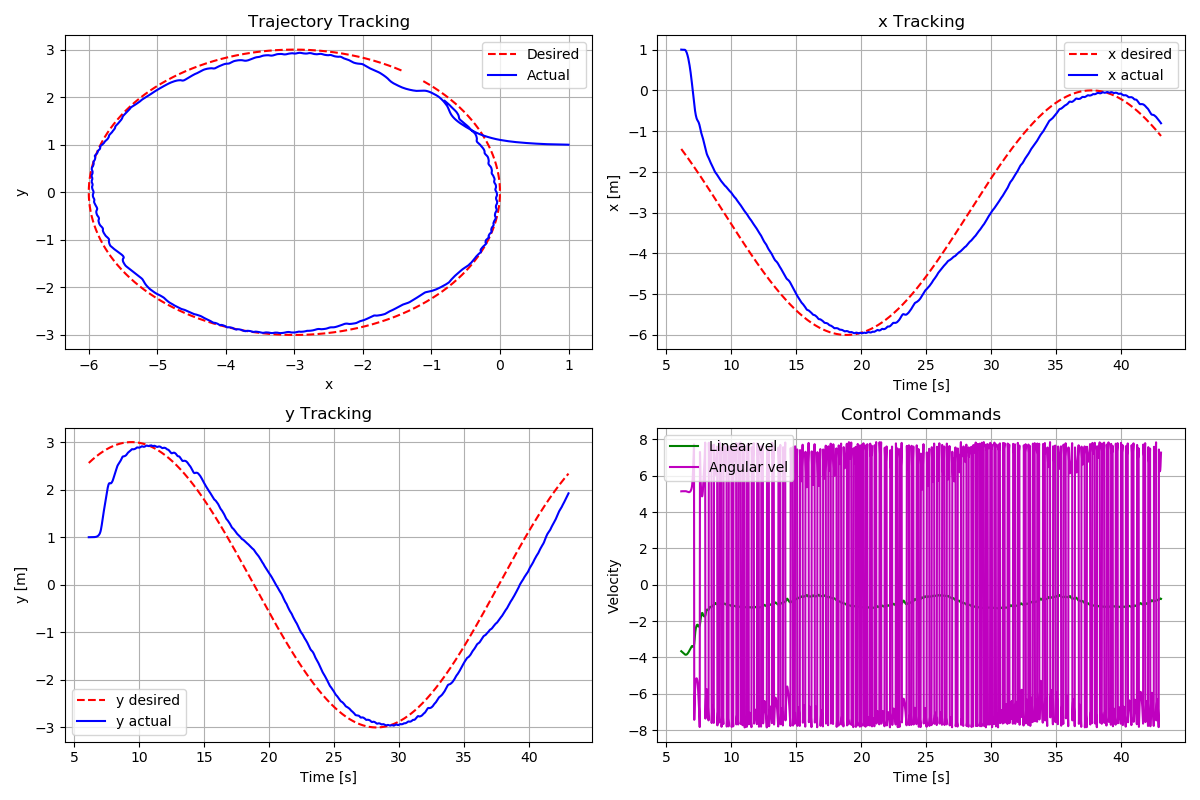 Trajectory Tracking
3
2
1
0
−1
−2
−3
y
−6 −5 −4 −3 −2 −1 0 1
x
Desired
Actual
x Tracking
1
0
−1
−2
−3
−4
−5
−6
x [m]
5 10 15 20 25 30 35 40
Time [s]
x desired
x actual
y Tracking
3
2
1
0
−1
−2
−3
y [m]
5 10 15 20 25 30 35 40
Time [s]
y desired
y actual
Control Commands
8
6
4
2
0
−2
−4
−6
−8
Velocity
5 10 15 20 25 30 35 40
Time [s]
Linear vel
Angular vel